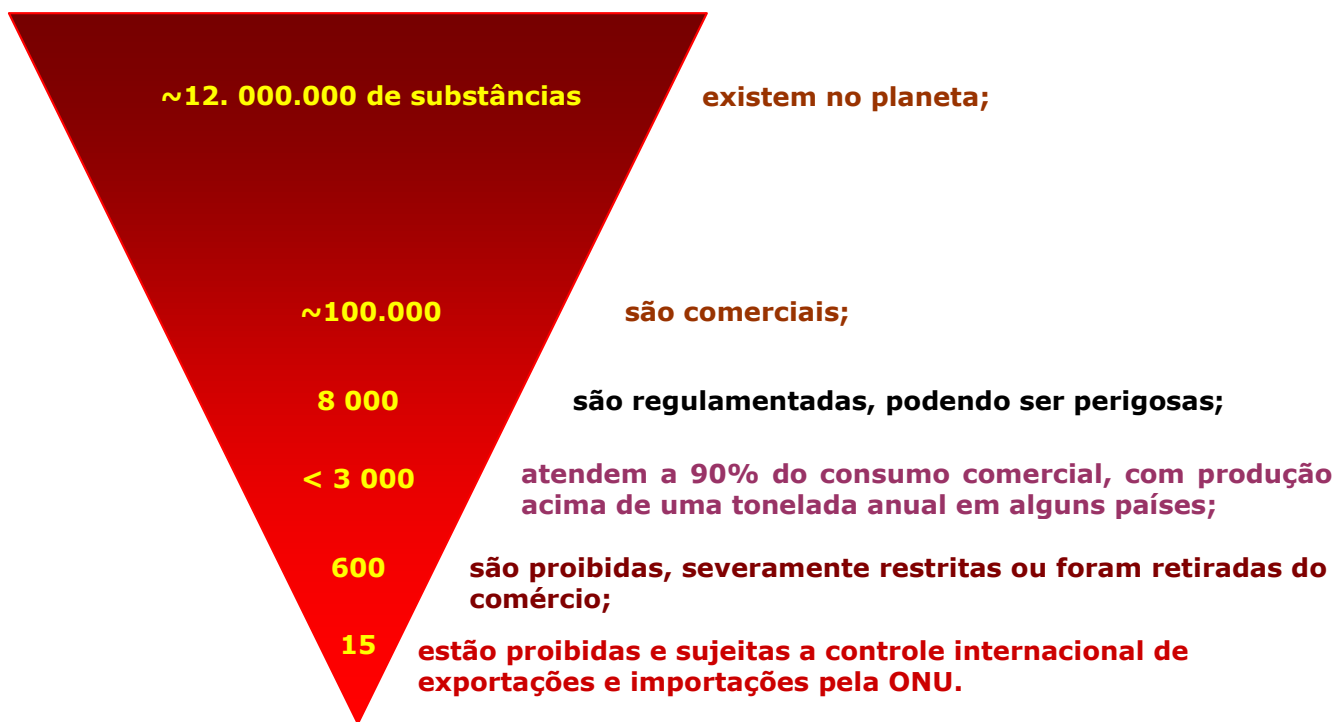 ~12. 000.000 de substâncias existem no planeta;
~100.000 são comerciais;
8 000 são regulamentadas, podendo ser perigosas;
< 3 000 atendem a 90% do consumo comercial, com produção
acima de uma tonelada anual em alguns países;
600 são proibidas, severamente restritas ou foram retiradas do
comércio;
15 estão proibidas e sujeitas a controle internacional de
exportações e importações pela ONU.